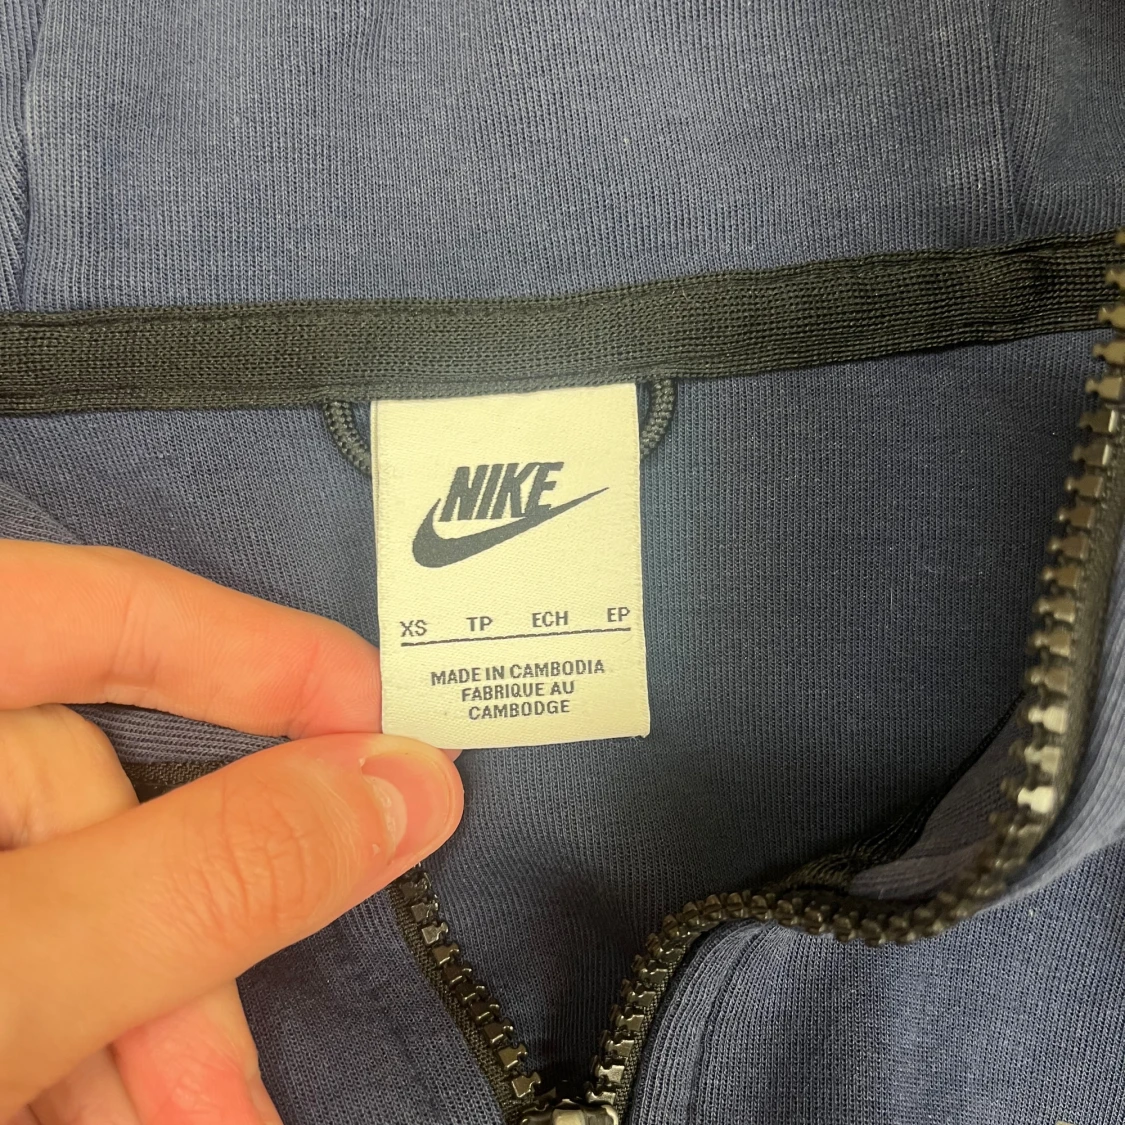 NIKE
XS TP ECH EP
MADE IN CAMBODIA
FABRIQUE AU
CAMBODGE